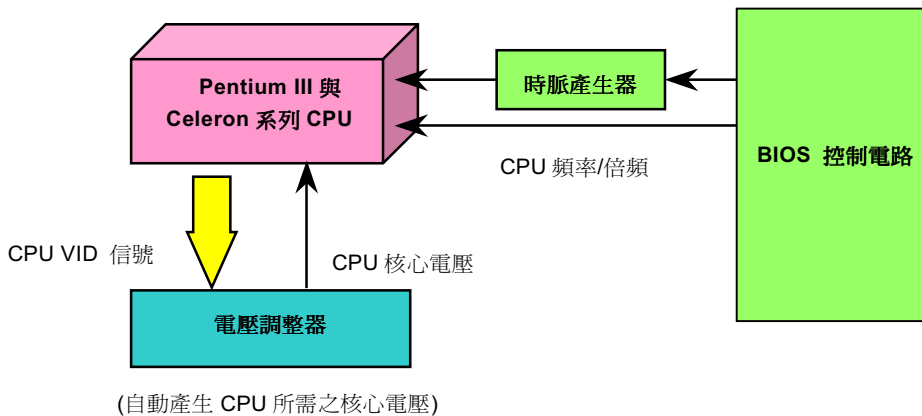 Pentium III 與
Celeron 系列 CPU
時脈產生器
BIOS 控制電路
CPU 頻率/倍頻
CPU VID 信號
CPU 核心電壓
電壓調整器
(自動產生 CPU 所需之核心電壓)